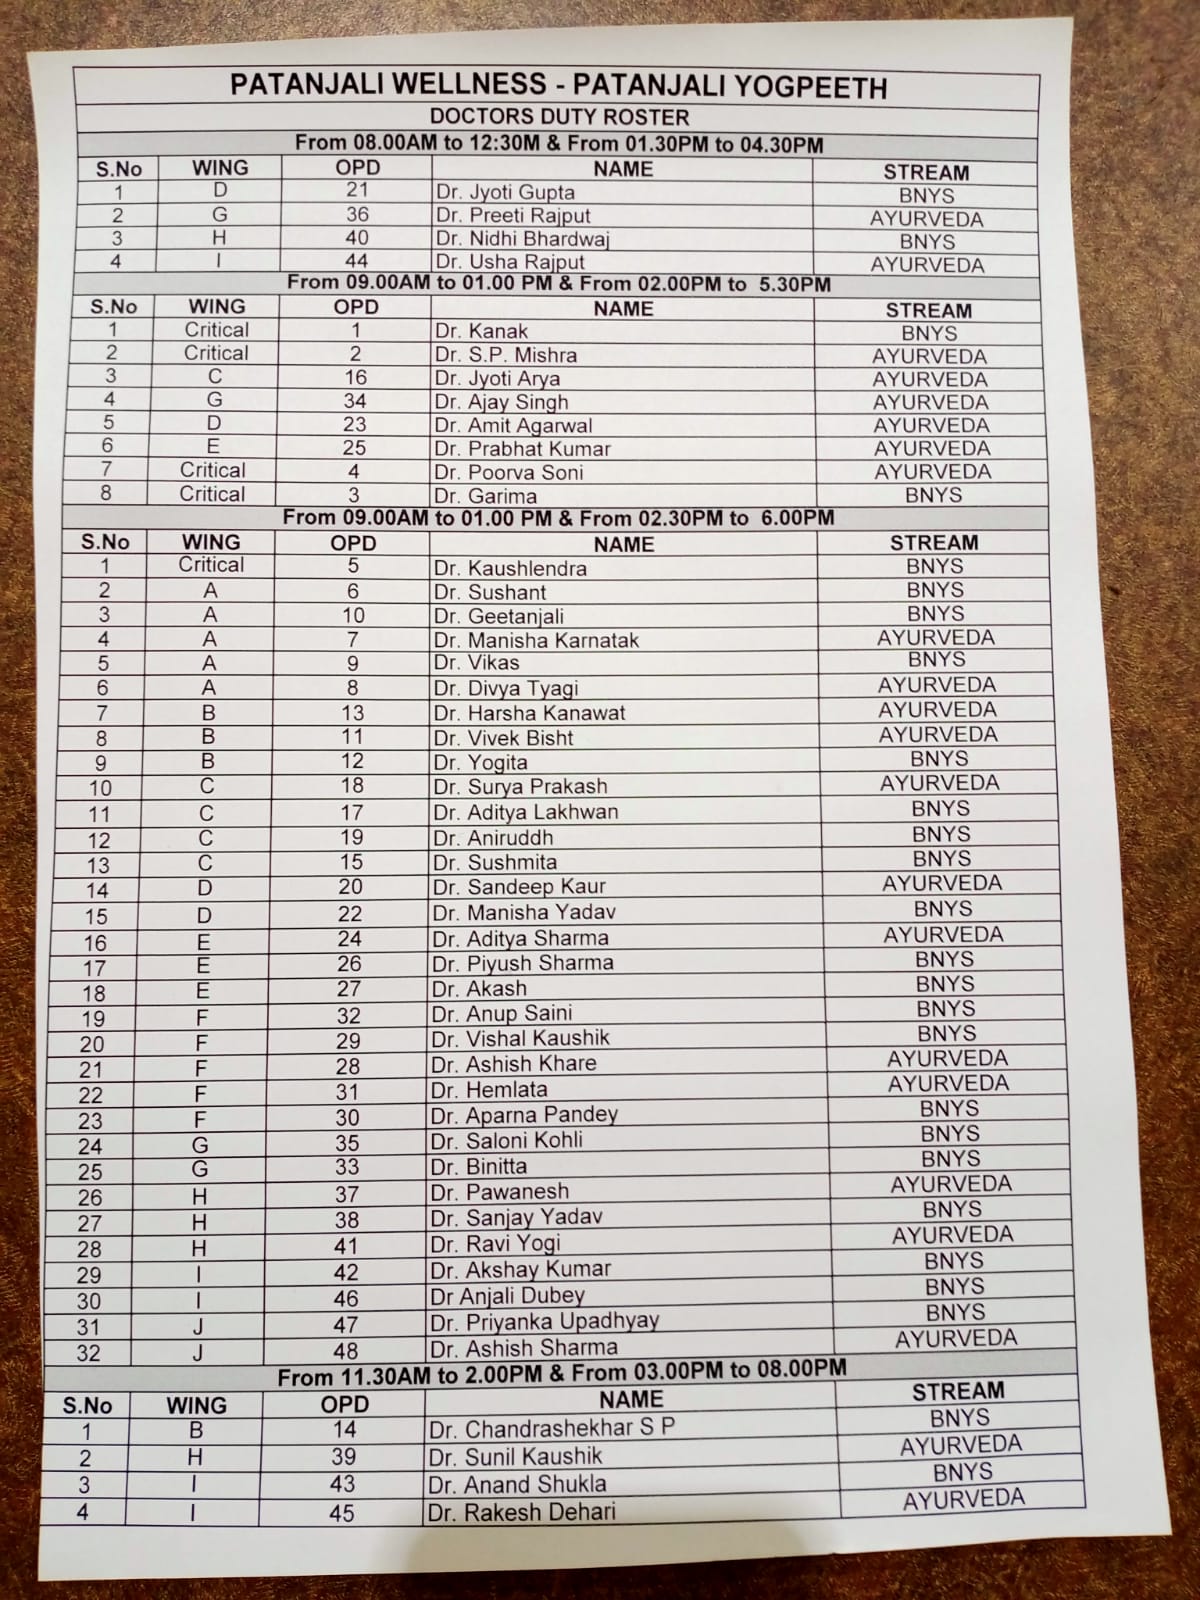 PATANJALI WELLNESS - PATANJALI YOGPEETH
DOCTORS DUTY ROSTER
From 08.00AM to 12:30M & From 01.30PM to 04.30PM
S.No WING OPD NAME STREAM
1 D 21 Dr. Jyoti Gupta BNYS
2 G 36 Dr. Preeti Rajput AYURVEDA
3 H 40 Dr. Nidhi Bhardwaj BNYS
4 I 44 Dr. Usha Rajput AYURVEDA
From 09.00AM to 01.00 PM & From 02.00PM to 5.30PM
S.No WING OPD NAME STREAM
1 Critical 1 Dr. Kanak BNYS
2 Critical 2 Dr. S.P. Mishra AYURVEDA
3 C 16 Dr. Jyoti Arya AYURVEDA
4 G 34 Dr. Ajay Singh AYURVEDA
5 D 23 Dr. Amit Agarwal AYURVEDA
6 E 25 Dr. Prabhat Kumar AYURVEDA
7 Critical 4 Dr. Poorva Soni AYURVEDA
8 Critical 3 Dr. Garima BNYS
From 09.00AM to 01.00 PM & From 02.30PM to 6.00PM
S.No WING OPD NAME STREAM
1 Critical 5 Dr. Kaushlendra BNYS
2 A 6 Dr. Sushant BNYS
3 A 10 Dr. Geetanjali BNYS
4 A 7 Dr. Manisha Karnatak AYURVEDA
5 A 9 Dr. Vikas BNYS
6 A 8 Dr. Divya Tyagi AYURVEDA
7 B 13 Dr. Harsha Kanawat AYURVEDA
8 B 11 Dr. Vivek Bisht AYURVEDA
9 B 12 Dr. Yogita BNYS
10 C 18 Dr. Surya Prakash AYURVEDA
11 C 17 Dr. Aditya Lakhwan BNYS
12 C 19 Dr. Aniruddh BNYS
13 C 15 Dr. Sushmita BNYS
14 D 20 Dr. Sandeep Kaur AYURVEDA
15 D 22 Dr. Manisha Yadav BNYS
16 E 24 Dr. Aditya Sharma AYURVEDA
17 E 26 Dr. Piyush Sharma BNYS
18 E 27 Dr. Akash BNYS
19 F 32 Dr. Anup Saini BNYS
20 F 29 Dr. Vishal Kaushik BNYS
21 F 28 Dr. Ashish Khare AYURVEDA
22 F 31 Dr. Hemlata AYURVEDA
23 F 30 Dr. Aparna Pandey BNYS
24 G 35 Dr. Saloni Kohli BNYS
25 G 33 Dr. Binitta BNYS
26 H 37 Dr. Pawanesh AYURVEDA
27 H 38 Dr. Sanjay Yadav BNYS
28 H 41 Dr. Ravi Yogi AYURVEDA
29 I 42 Dr. Akshay Kumar BNYS
30 I 46 Dr Anjali Dubey BNYS
31 J 47 Dr. Priyanka Upadhyay BNYS
32 J 48 Dr. Ashish Sharma AYURVEDA
From 11.30AM to 2.00PM & From 03.00PM to 08.00PM
S.No WING OPD NAME STREAM
1 B 14 Dr. Chandrashekhar S P BNYS
2 H 39 Dr. Sunil Kaushik AYURVEDA
3 I 43 Dr. Anand Shukla BNYS
4 I 45 Dr. Rakesh Dehari AYURVEDA